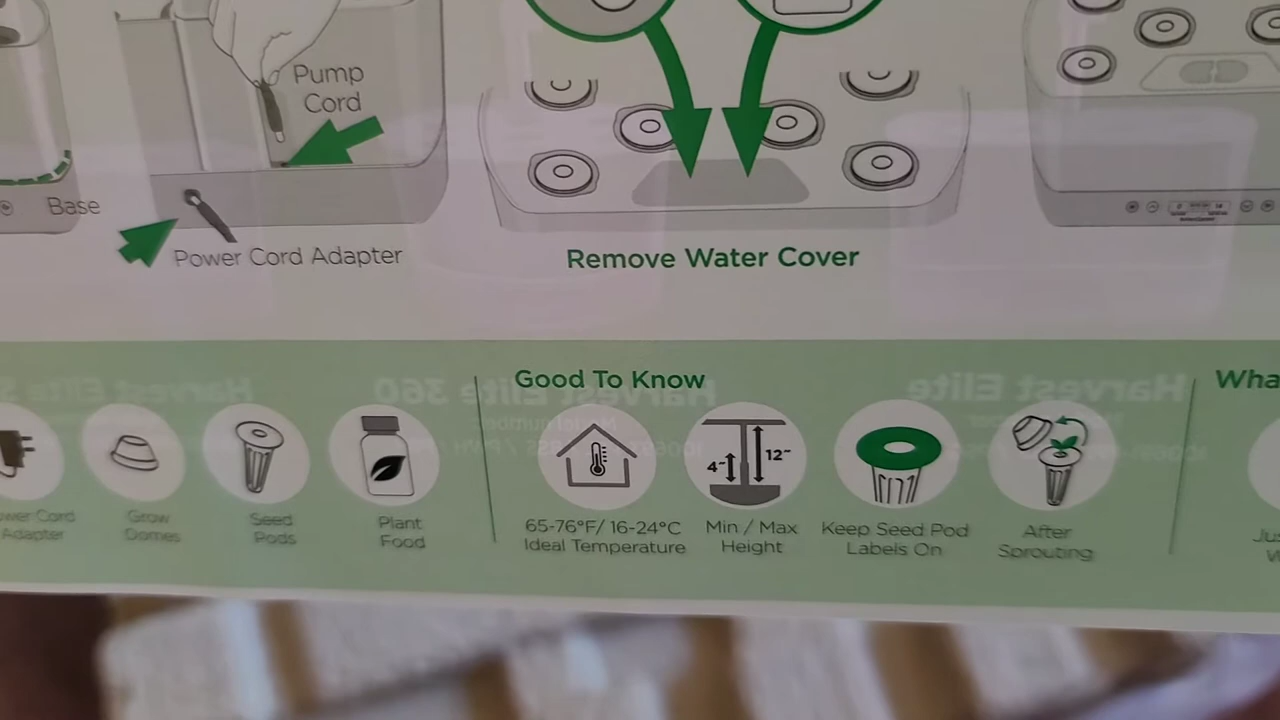 Pump
Cord
Base
Power Cord Adapter
Remove Water Cover
Good To Know
Harvest Elite 360
Harvest Elite
4"
12"
Cord
Adapter
Grow
Domes
Seed
Pods
Plant
Food
65-76°F/ 16-24°C
Ideal Temperature
Min / Max
Height
Keep Seed Pod
Labels On
After
Sprouting